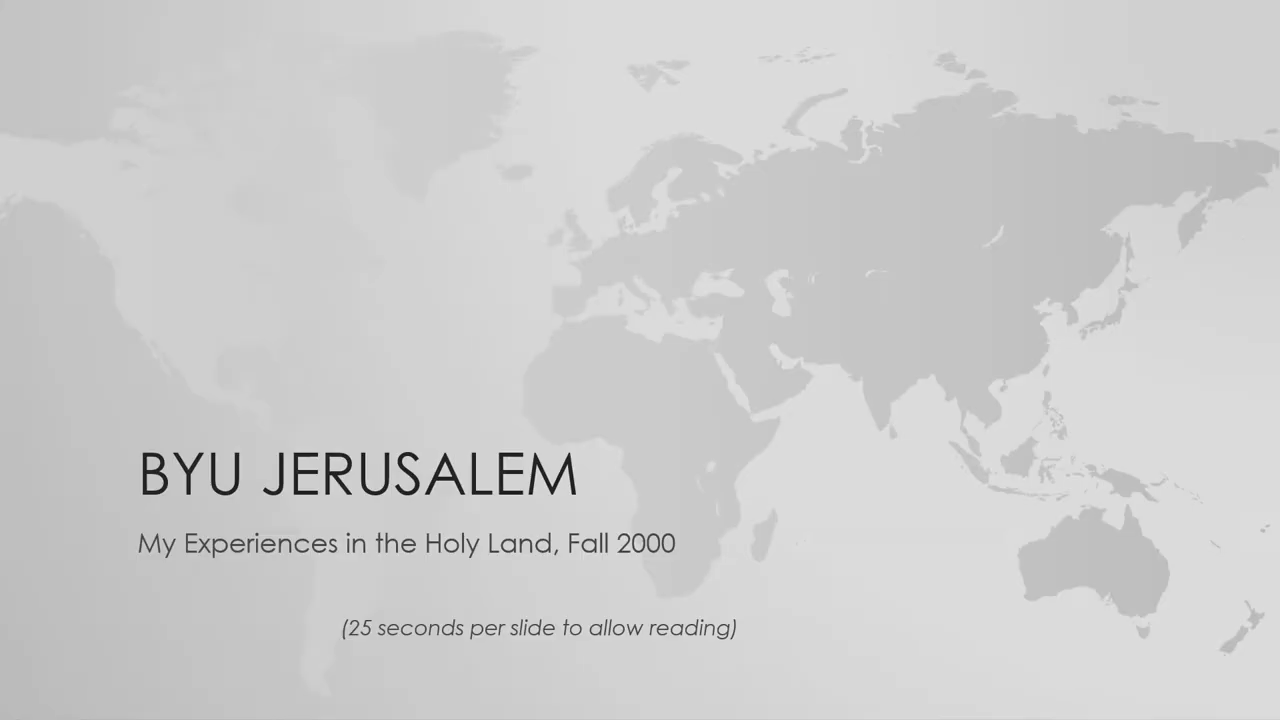 BYU JERUSALEM
My Experiences in the Holy Land, Fall 2000
(25 seconds per slide to allow reading)